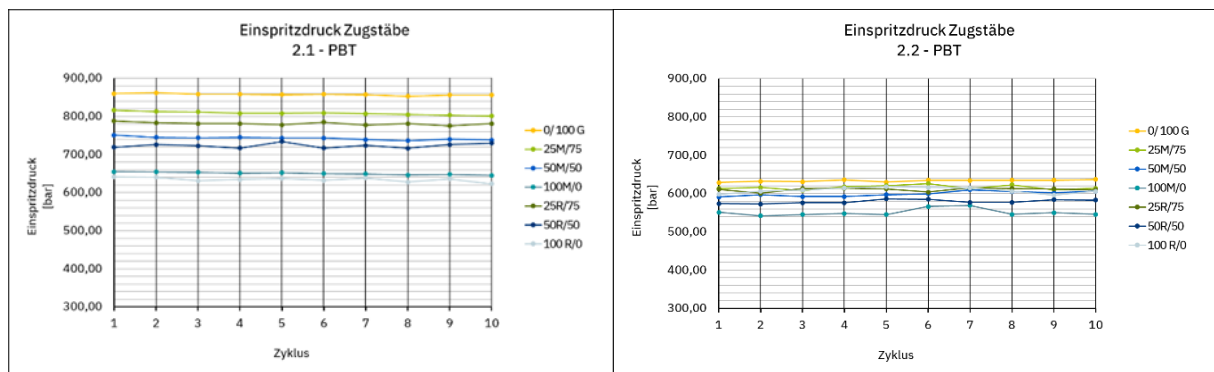 Einspritzdruck Zugstäbe
2.1 - PBT
900,00
800,00
700,00
600,00
500,00
400,00
300,00
Einspritzdruck
[bar]
1 2 3 4 5 6 7 8 9 10
Zyklus
0/100 G
25M/75
50M/50
100M/0
25R/75
50R/50
100 R/0
Einspritzdruck Zugstäbe
2.2 - PBT
900,00
800,00
700,00
600,00
500,00
400,00
300,00
Einspritzdruck
[bar]
1 2 3 4 5 6 7 8 9 10
Zyklus
0/100 G
25M/75
50M/50
100M/0
25R/75
50R/50
100 R/0